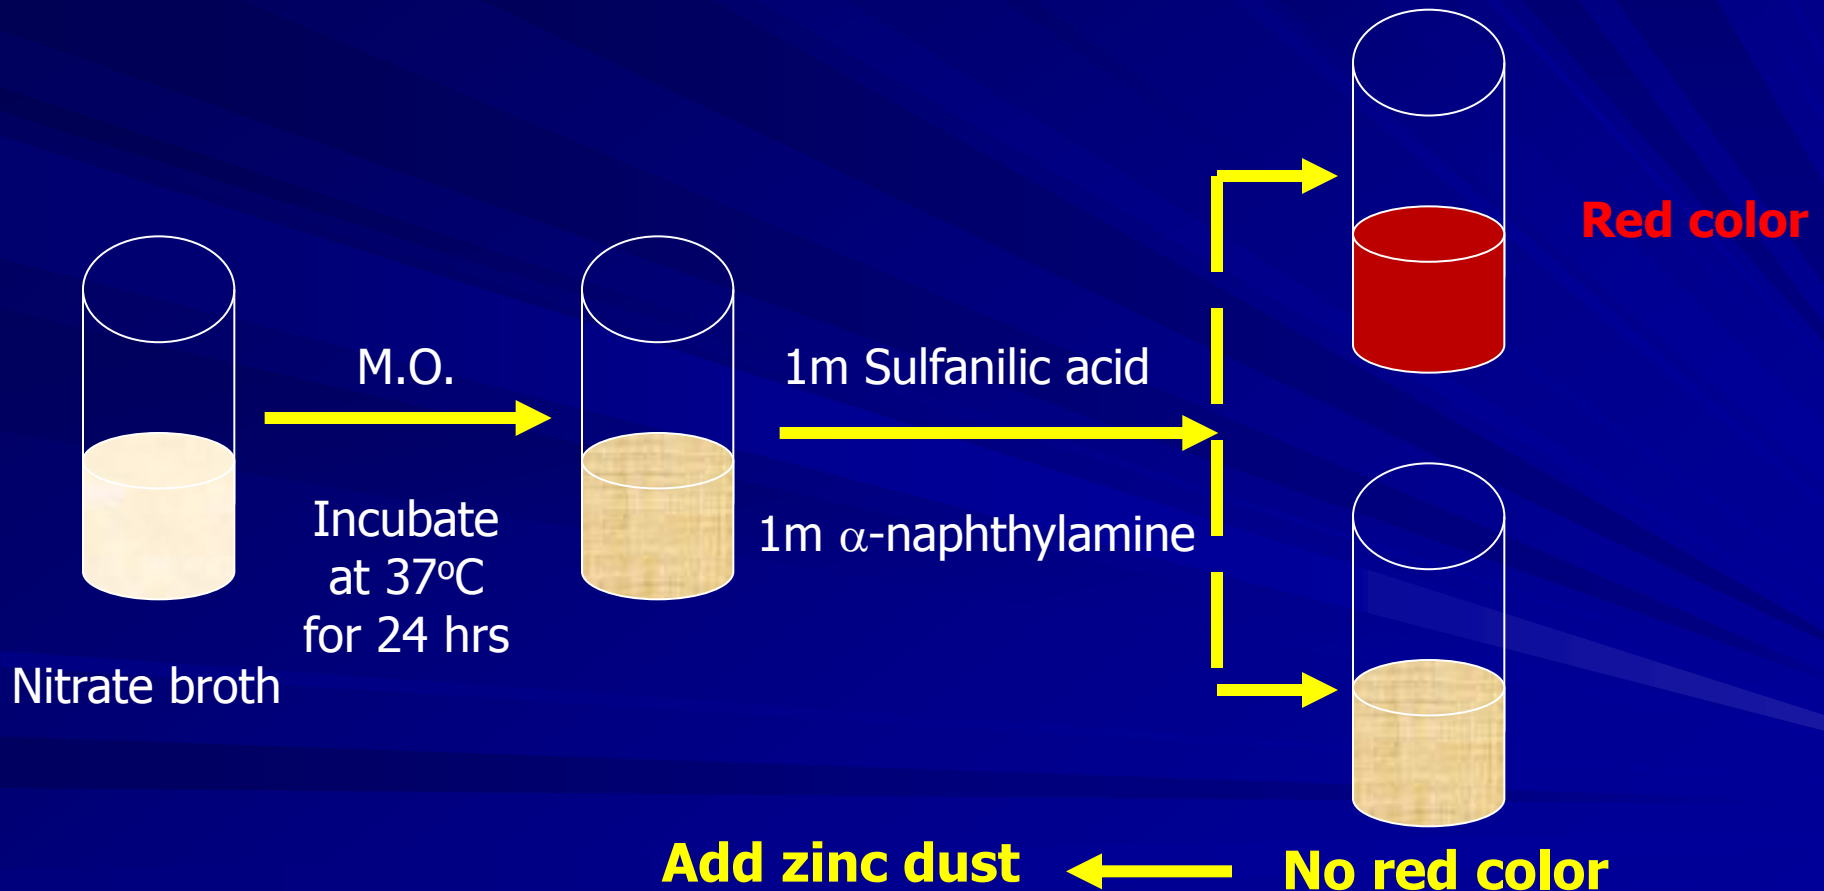 Red color
M.O.
1m Sulfanilic acid
Incubate
at 37°C
for 24 hrs
1m α-naphthylamine
Nitrate broth
Add zinc dust
No red color